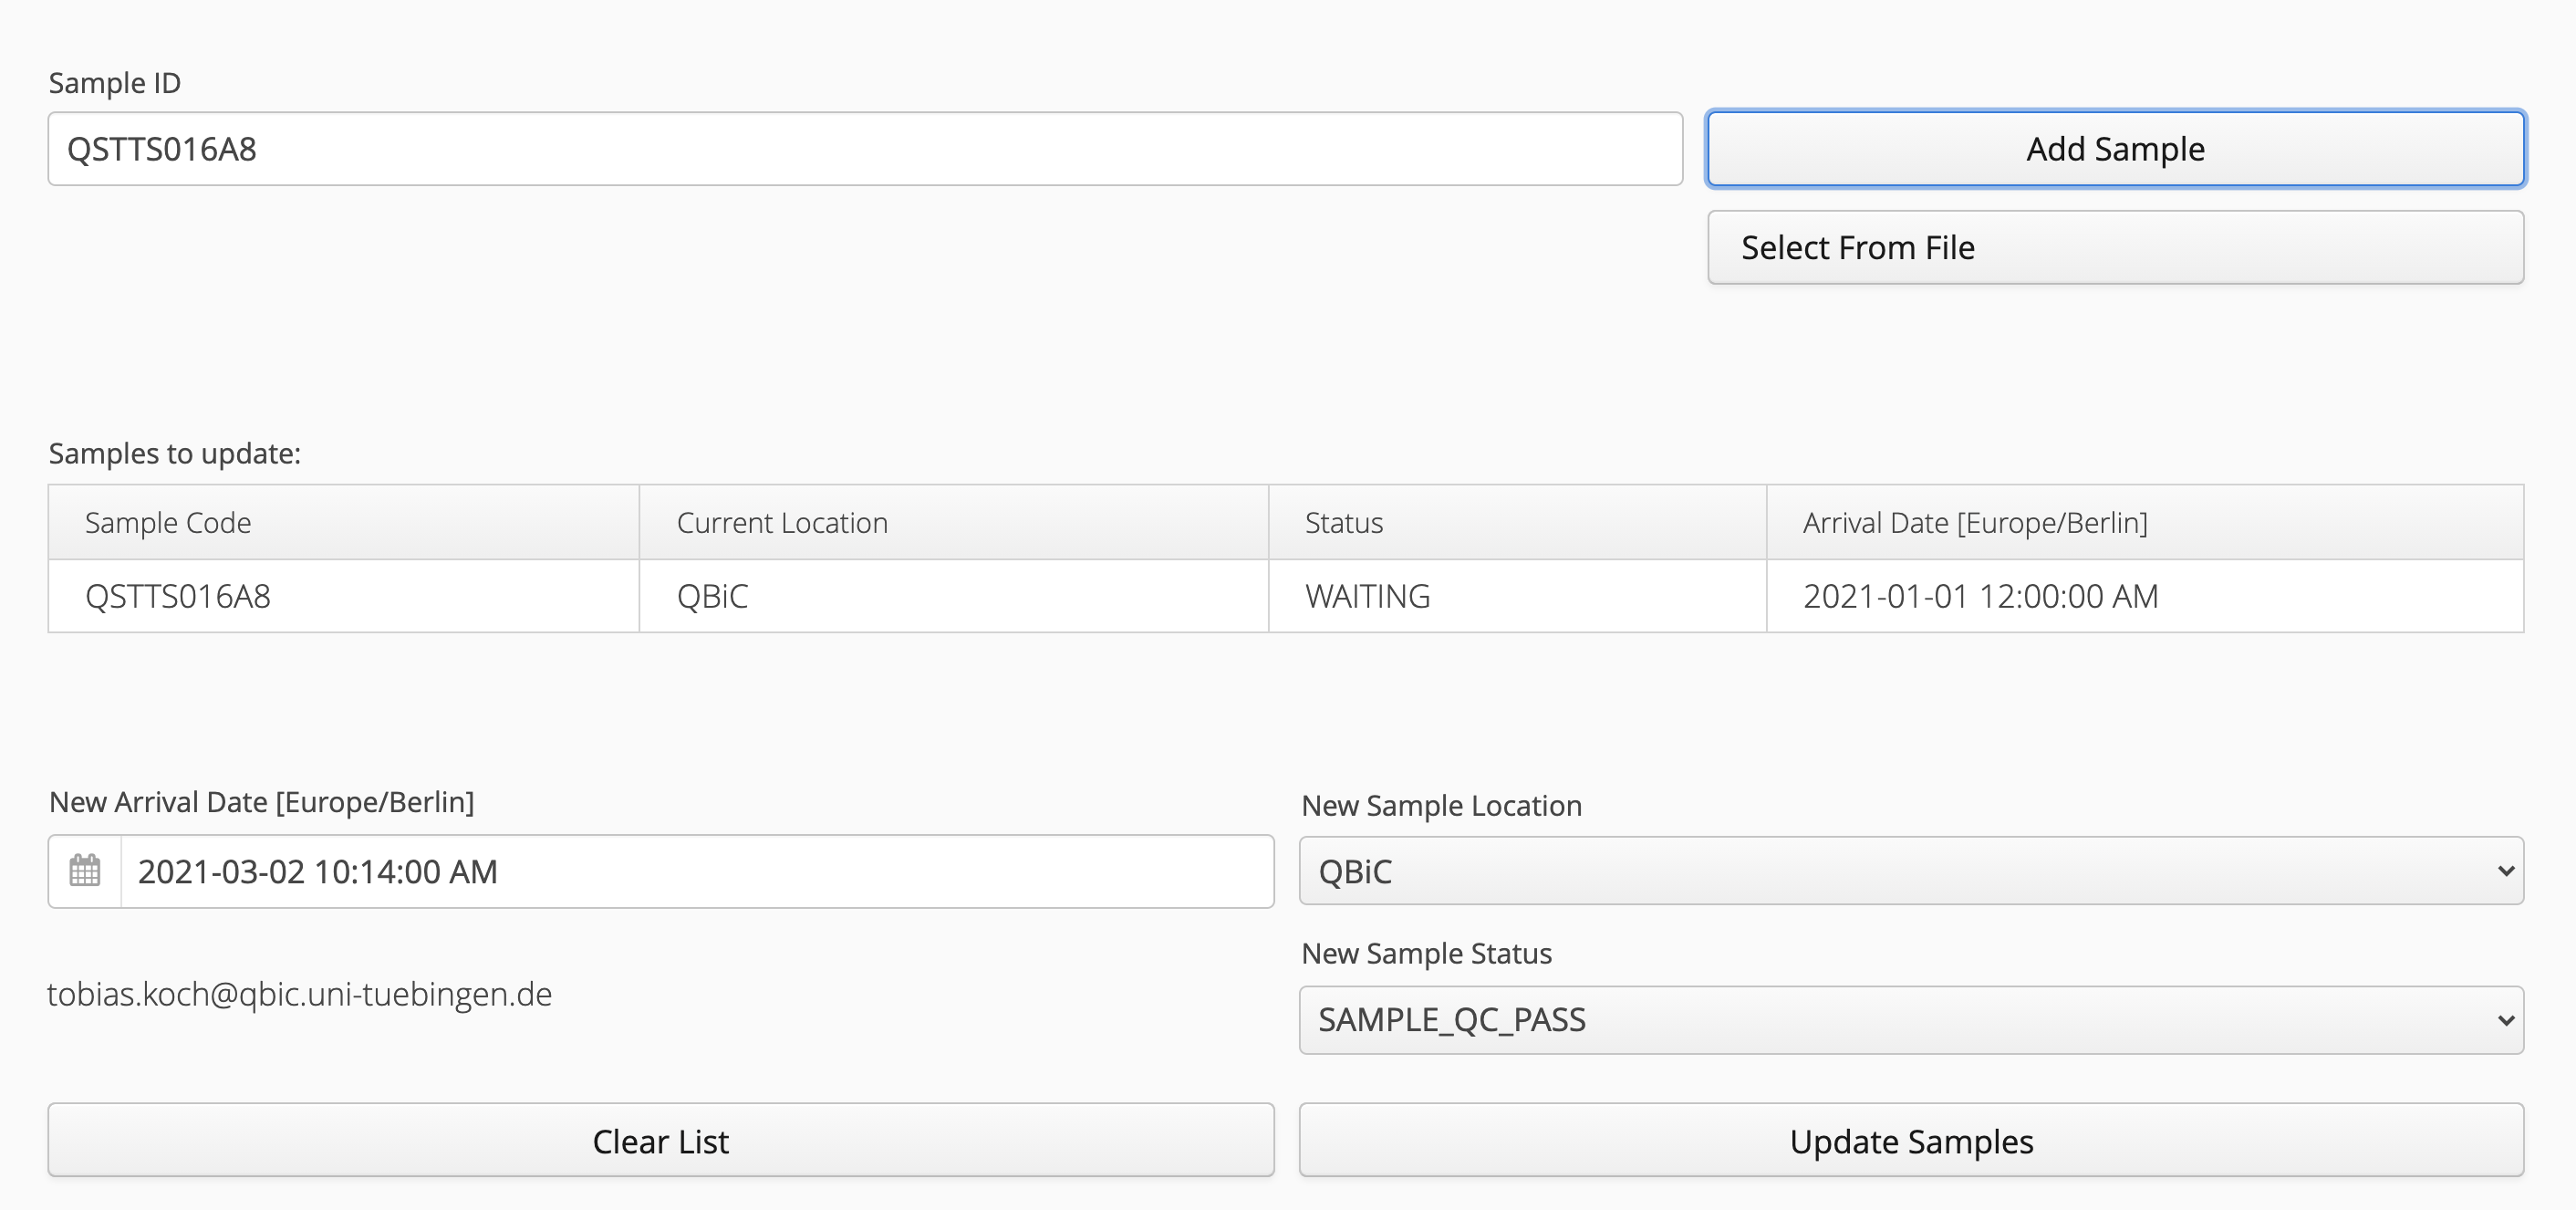 Sample ID
QSTTS016A8
Add Sample
Select From File
Samples to update:
Sample Code Current Location Status Arrival Date [Europe/Berlin]
QSTTS016A8 QBiC WAITING 2021-01-01 12:00:00 AM
New Arrival Date [Europe/Berlin]
2021-03-02 10:14:00 AM
New Sample Location
QBiC
tobias.koch@qbic.uni-tuebingen.de
New Sample Status
SAMPLE_QC_PASS
Clear List
Update Samples